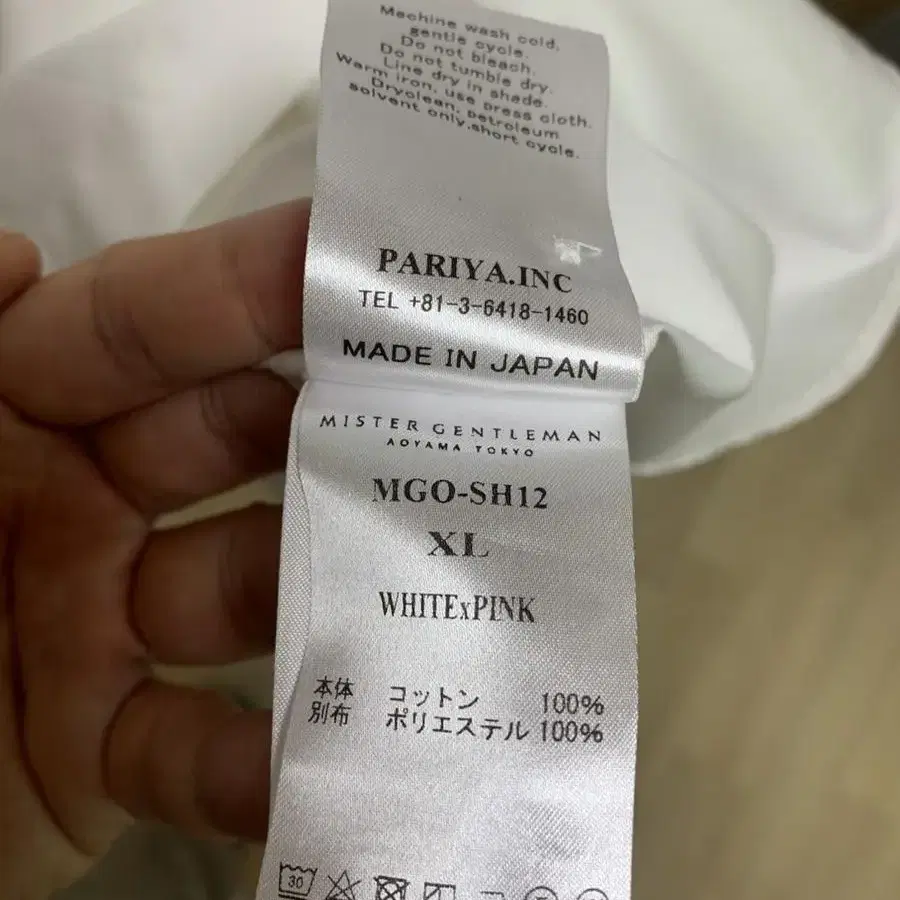 Machine wash cold,
gentle cycle.
Do not bleach.
Do not tumble dry.
Line dry in shade.
Warm iron, use press cloth.
Dryclean, petroleum
solvent only.short cycle.
PARIYA.INC
TEL +81-3-6418-1460
MADE IN JAPAN
MISTER GENTLEMAN
AOYAMA TOKYO
MGO-SH12
XL
WHITExPINK
本体 コットン 100%
別布 ポリエステル 100%
30